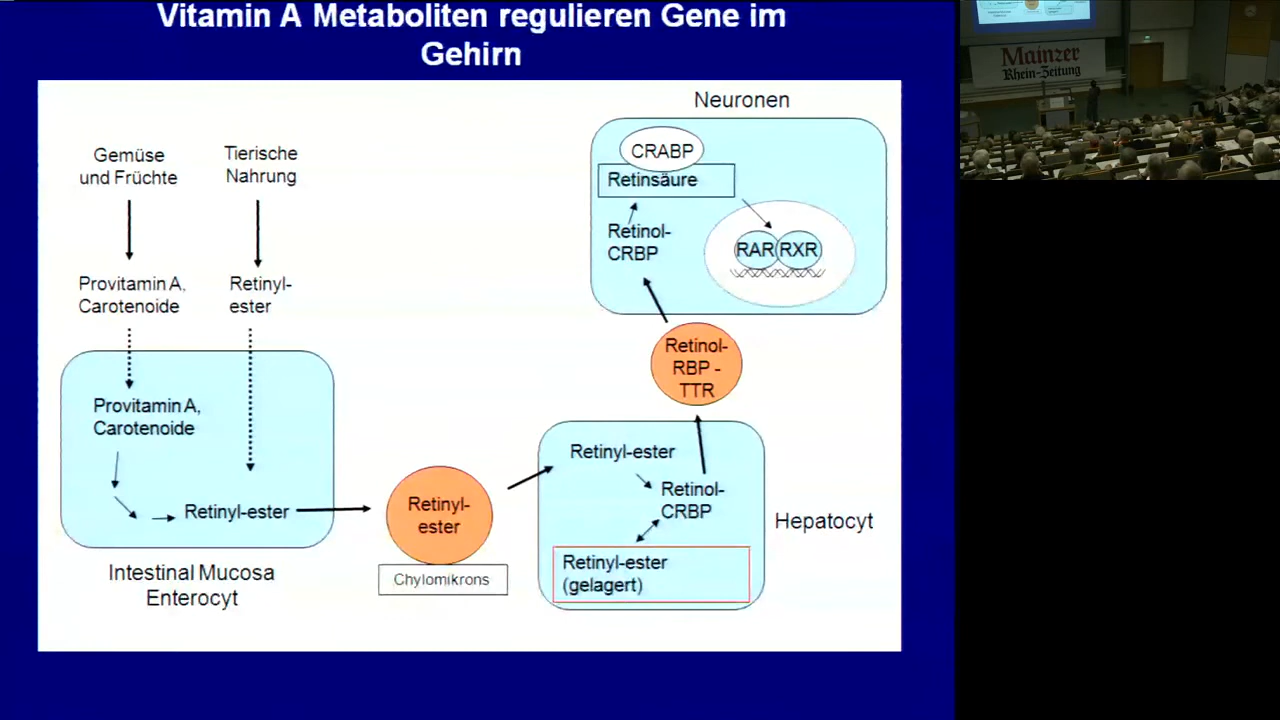 Vitamin A Metaboliten regulieren Gene im
Gehirn
Gemüse
und Früchte
Tierische
Nahrung
Provitamin A,
Carotenoide
Retinyl-
ester
Provitamin A,
Carotenoide
Retinyl-ester
Intestinal Mucosa
Enterocyt
Retinyl-
ester
Chylomikrons
Retinyl-ester
Retinol-
CRBP
Retinyl-ester
(gelagert)
Hepatocyt
Retinol-
RBP -
TTR
Neuronen
CRABP
Retinsäure
Retinol-
CRBP
RAR RXR
Mainzer
Rhein-Zeitung